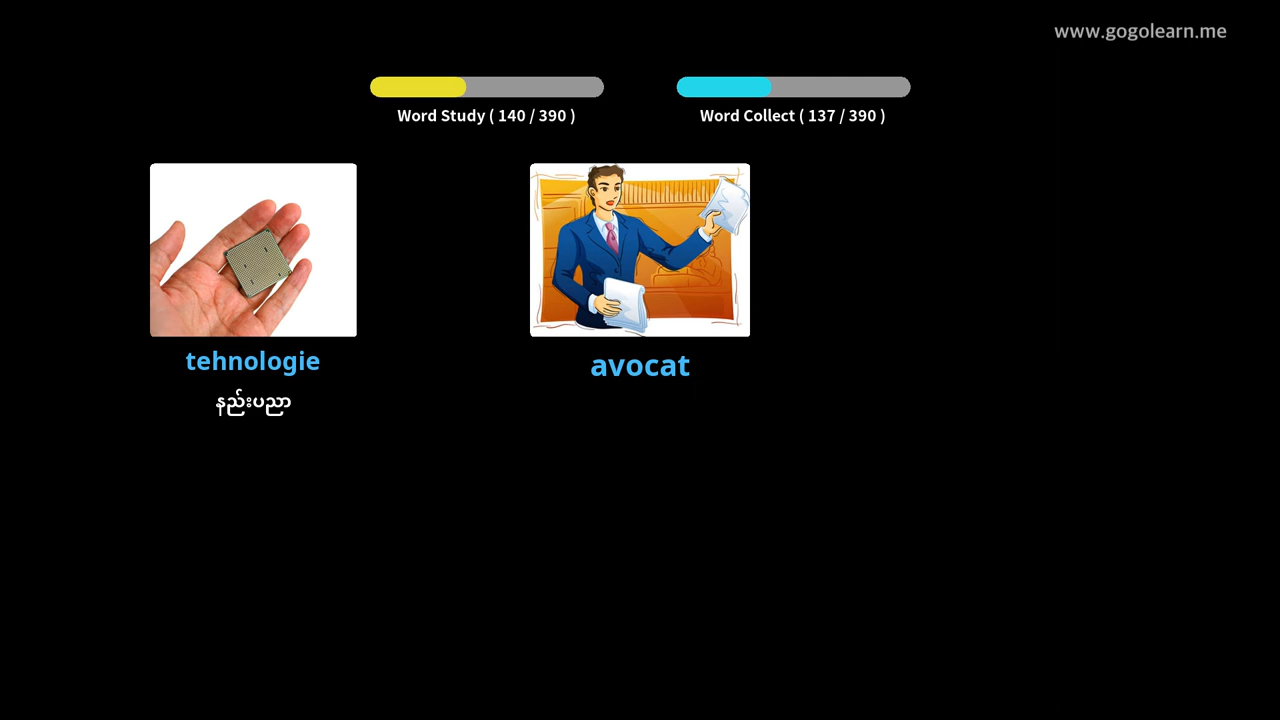 www.gogolearn.me
Word Study ( 140 / 390 )
Word Collect ( 137 / 390 )
tehnologie
နည်းပညာ
avocat